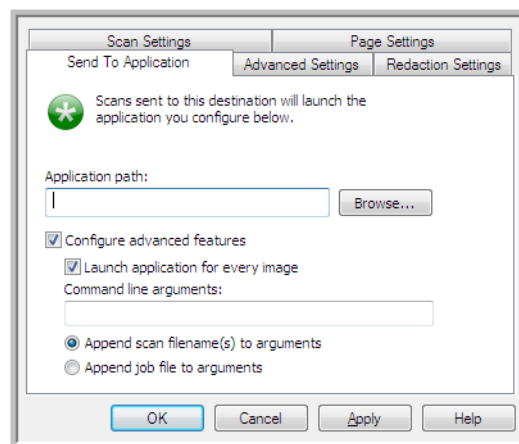 Scan Settings
Page Settings
Send To Application
Advanced Settings
Redaction Settings
Scans sent to this destination will launch the
application you configure below.
Application path:
Browse...
Configure advanced features
Launch application for every image
Command line arguments:
Append scan filename(s) to arguments
Append job file to arguments
OK
Cancel
Apply
Help